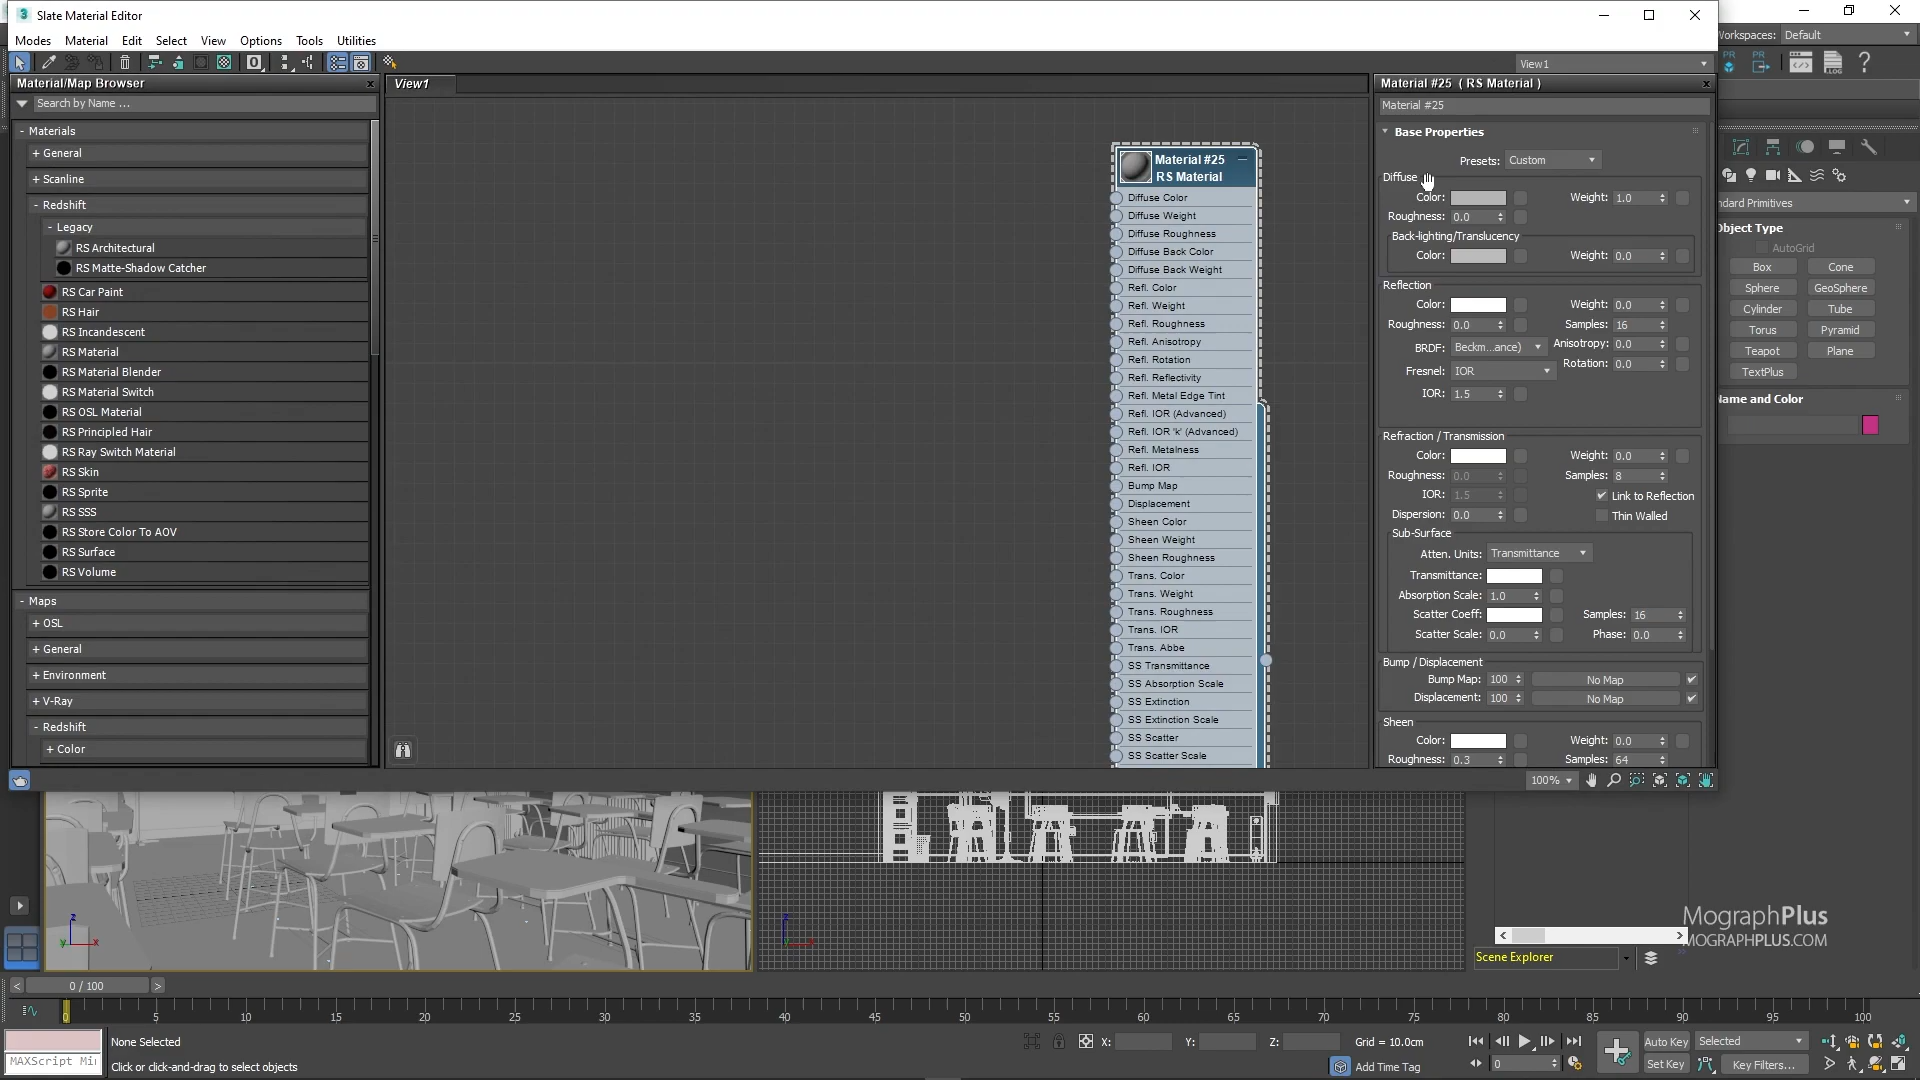 Slate Material Editor
Modes Material Edit Select View Options Tools Utilities
Workspaces: Default
View1
Material/Map Browser
Search by Name ...
- Materials
+ General
+ Scanline
- Redshift
- Legacy
RS Architectural
RS Matte-Shadow Catcher
RS Car Paint
RS Hair
RS Incandescent
RS Material
RS Material Blender
RS Material Switch
RS OSL Material
RS Principled Hair
RS Ray Switch Material
RS Skin
RS Sprite
RS SSS
RS Store Color To AOV
RS Surface
RS Volume
- Maps
+ OSL
+ General
+ Environment
+ V-Ray
- Redshift
+ Color
View1
Material #25
RS Material
Diffuse Color
Diffuse Weight
Diffuse Roughness
Diffuse Back Color
Diffuse Back Weight
Refl. Color
Refl. Weight
Refl. Roughness
Refl. Anisotropy
Refl. Rotation
Refl. Reflectivity
Refl. Metal Edge Tint
Refl. IOR (Advanced)
Refl. IOR 'k' (Advanced)
Refl. Metalness
Refl. IOR
Bump Map
Displacement
Sheen Color
Sheen Weight
Sheen Roughness
Trans. Color
Trans. Weight
Trans. Roughness
Trans. IOR
Trans. Abbe
SS Transmittance
SS Absorption Scale
SS Extinction
SS Extinction Scale
SS Scatter
SS Scatter Scale
Material #25 ( RS Material )
Material #25
Base Properties
Presets: Custom
Diffuse
Color: Weight: 1.0
Roughness: 0.0
Back-lighting/Translucency
Color: Weight: 0.0
Reflection
Color: Weight: 0.0
Roughness: 0.0 Samples: 16
BRDF: Beckm...ance) Anisotropy: 0.0
Fresnel: IOR Rotation: 0.0
IOR: 1.5
Refraction / Transmission
Color: Weight: 0.0
Roughness: 0.0 Samples: 8
IOR: 1.5 Link to Reflection
Dispersion: 0.0 Thin Walled
Sub-Surface
Atten. Units: Transmittance
Transmittance:
Absorption Scale: 1.0
Scatter Coeff: Samples: 16
Scatter Scale: 0.0 Phase: 0.0
Bump / Displacement
Bump Map: 100 No Map
Displacement: 100 No Map
Sheen
Color: Weight: 0.0
Roughness: 0.3 Samples: 64
100%
PR PR LOG
ndard Primitives
Object Type
AutoGrid
Box Cone
Sphere GeoSphere
Cylinder Tube
Torus Pyramid
Teapot Plane
TextPlus
Name and Color
z
y x
MographPlus
MOGRAPHPLUS.COM
Scene Explorer
< 0 / 100 >
0 5 10 15 20 25 30 35 40 45 50 55 60 65 70 75 80 85 90 95 100
None Selected
X: Y: Z: Grid = 10.0cm
Auto Key Selected
MAXScript Mi
Click or click-and-drag to select objects
Add Time Tag
0
Set Key Key Filters...